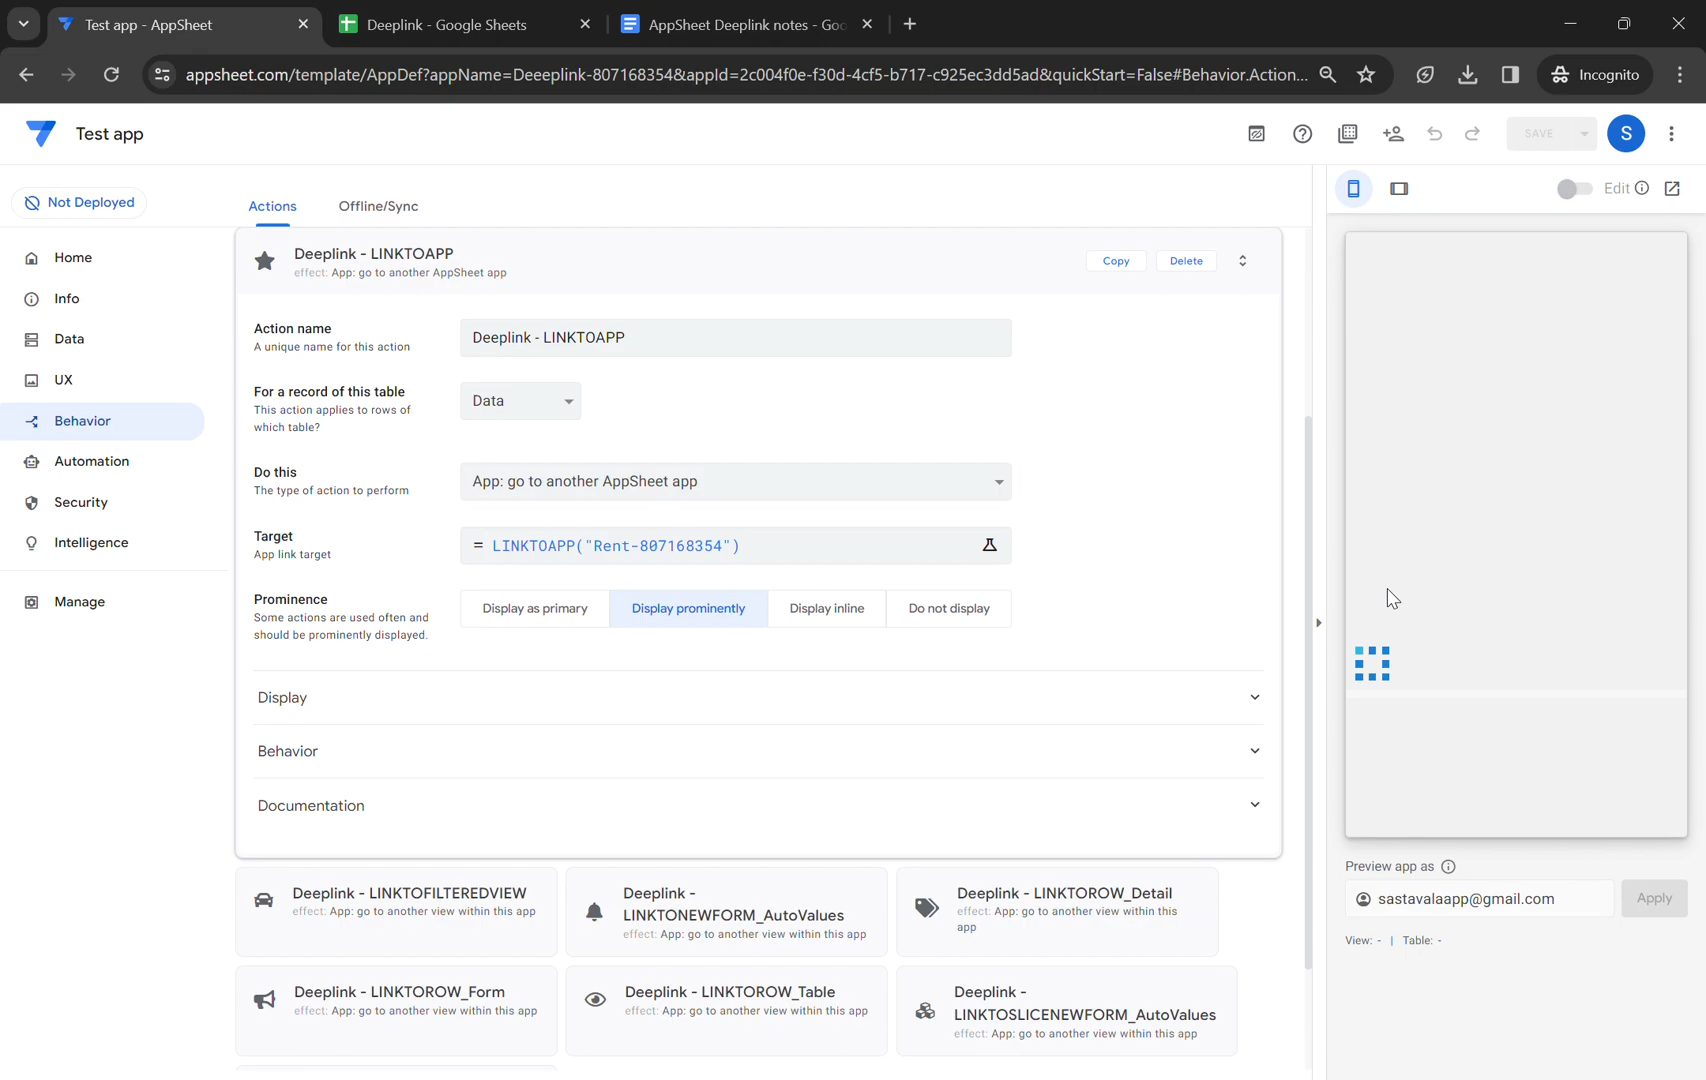 Test app - AppSheet
Deeplink - Google Sheets
AppSheet Deeplink notes - Goo
appsheet.com/template/AppDef?appName=Deeeplink-807168354&appId=2c004f0e-f30d-4cf5-b717-c925ec3dd5ad&quickStart=False#Behavior.Action...
Incognito
Test app
SAVE
S
Not Deployed
Actions
Offline/Sync
Edit
Home
Info
Data
UX
Behavior
Automation
Security
Intelligence
Manage
Deeplink - LINKTOAPP
effect: App: go to another AppSheet app
Copy
Delete
Action name
A unique name for this action
Deeplink - LINKTOAPP
For a record of this table
This action applies to rows of
which table?
Data
Do this
The type of action to perform
App: go to another AppSheet app
Target
App link target
= LINKTOAPP("Rent-807168354")
Prominence
Some actions are used often and
should be prominently displayed.
Display as primary
Display prominently
Display inline
Do not display
Display
Behavior
Documentation
Deeplink - LINKTOFILTEREDVIEW
effect: App: go to another view within this app
Deeplink -
LINKTONEWFORM_AutoValues
effect: App: go to another view within this app
Deeplink - LINKTOROW_Detail
effect: App: go to another view within this
app
Deeplink - LINKTOROW_Form
effect: App: go to another view within this app
Deeplink - LINKTOROW_Table
effect: App: go to another view within this app
Deeplink -
LINKTOSLICENEWFORM_AutoValues
effect: App: go to another view within this app
Preview app as
sastavalaapp@gmail.com
Apply
View: - | Table: -